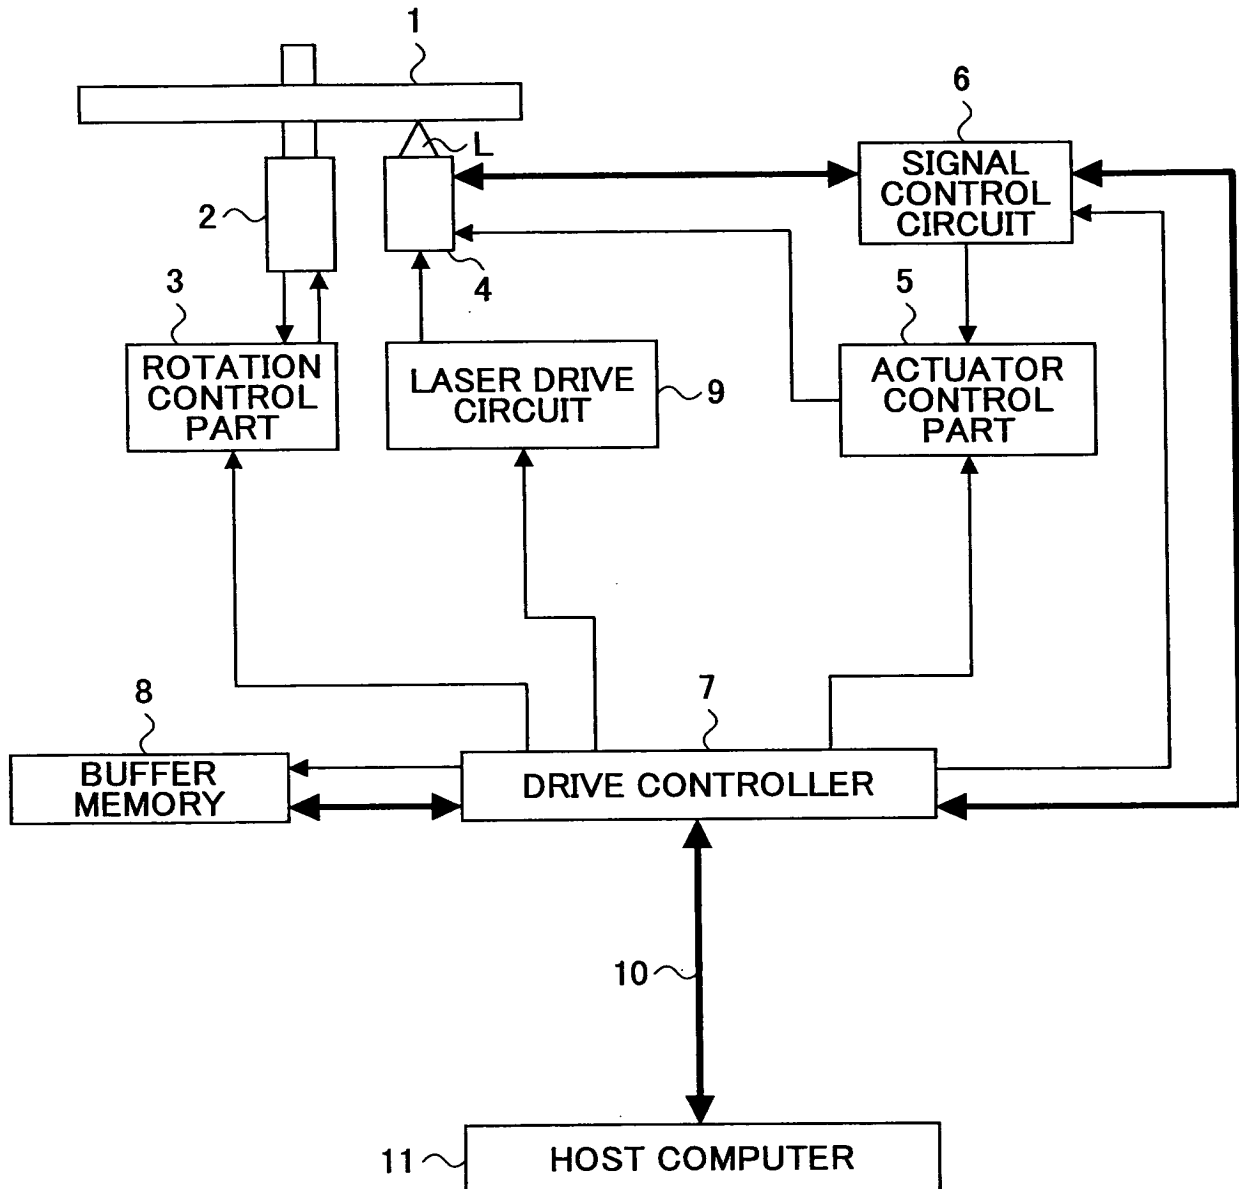 1
6
L
SIGNAL
CONTROL
CIRCUIT
2
4
3
5
ROTATION
CONTROL
PART
LASER DRIVE
CIRCUIT
9
ACTUATOR
CONTROL
PART
8
7
BUFFER
MEMORY
DRIVE CONTROLLER
10
11
HOST COMPUTER